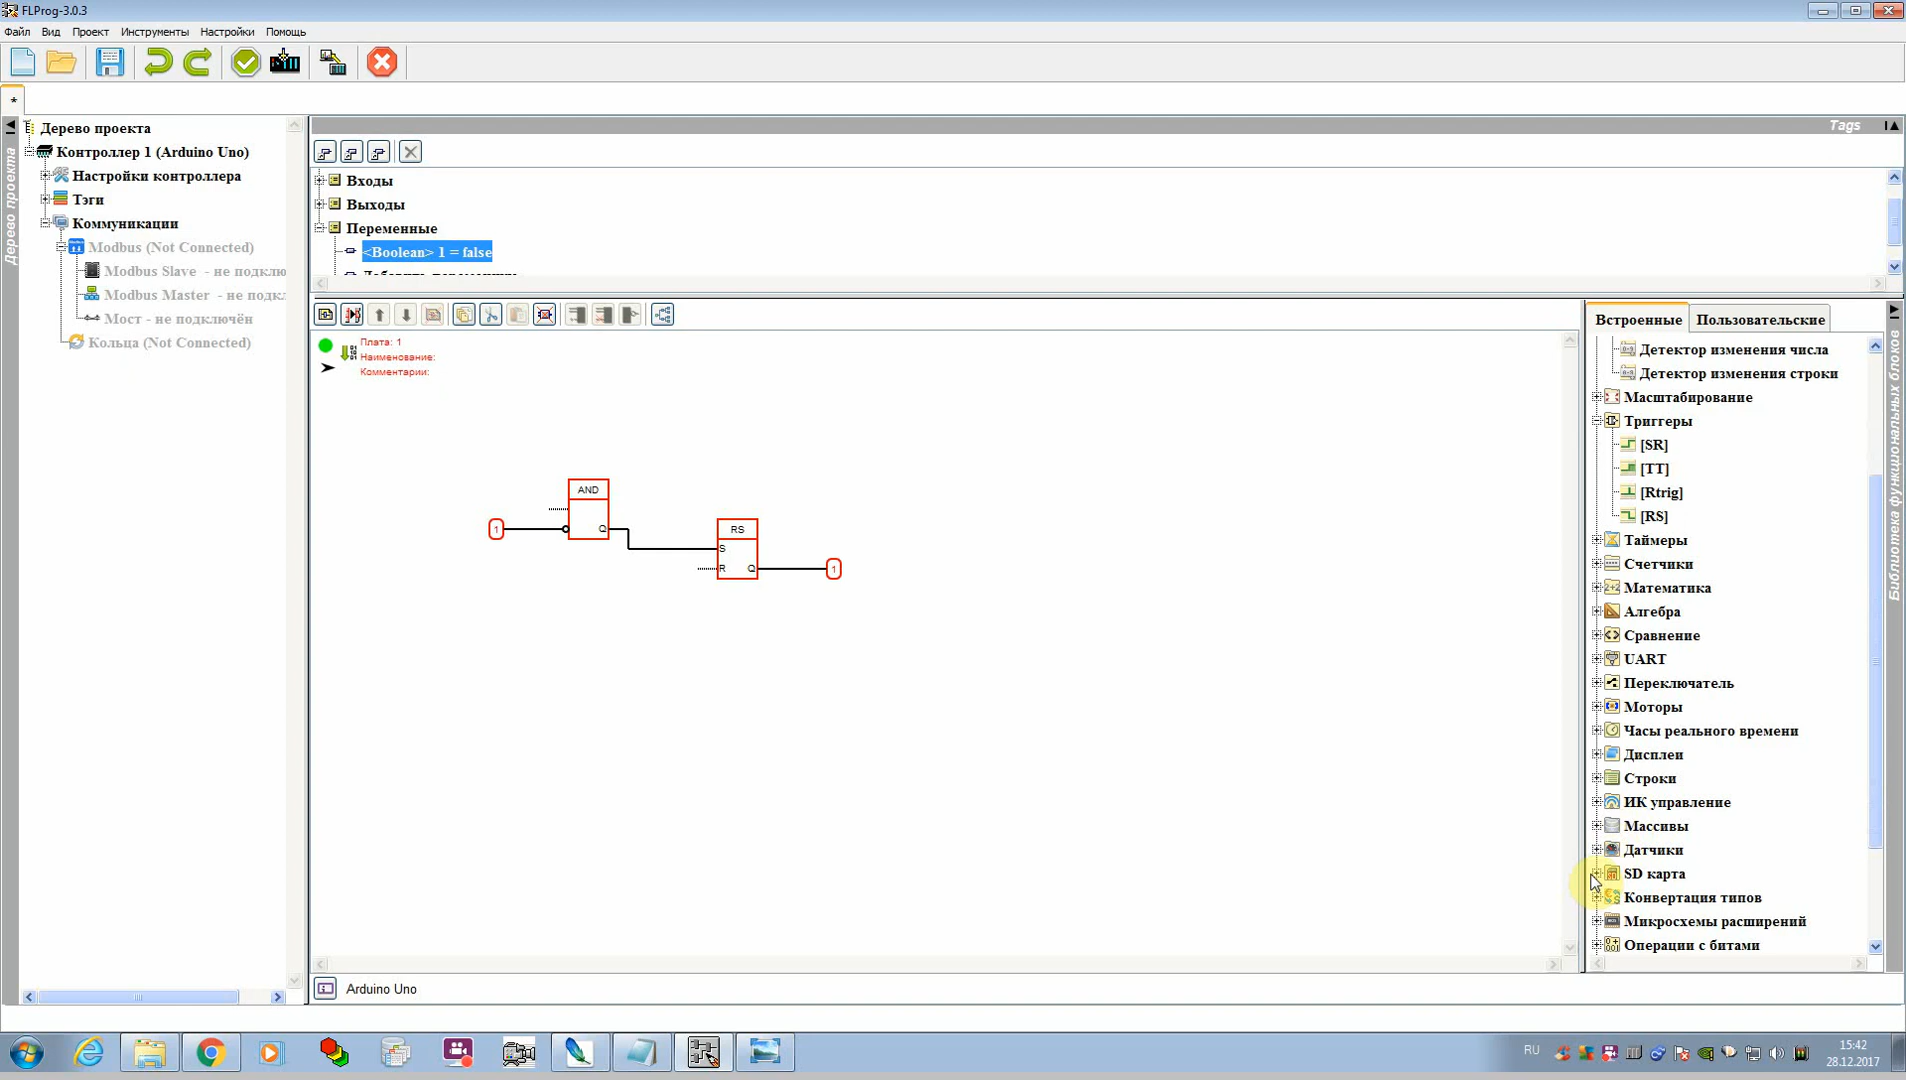 FLProg-3.0.3
Файл Вид Проект Инструменты Настройки Помощь
*
Дерево проекта
Дерево проекта
Контроллер 1 (Arduino Uno)
Настройки контроллера
Тэги
Коммуникации
Modbus (Not Connected)
Modbus Slave - не подклю
Modbus Master - не подкл
Мост - не подключён
Кольца (Not Connected)
Tags
Входы
Выходы
Переменные
<Boolean> 1 = false
Плата: 1
Наименование:
Комментарии:
AND
1
Q
RS
S
R Q
1
Arduino Uno
Встроенные Пользовательские
Детектор изменения числа
Детектор изменения строки
Масштабирование
Триггеры
[SR]
[TT]
[Rtrig]
[RS]
Таймеры
Счетчики
Математика
Алгебра
Сравнение
UART
Переключатель
Моторы
Часы реального времени
Дисплеи
Строки
ИК управление
Массивы
Датчики
SD карта
Конвертация типов
Микросхемы расширений
Операции с битами
Библиотека функциональных блоков
RU
15:42
28.12.2017